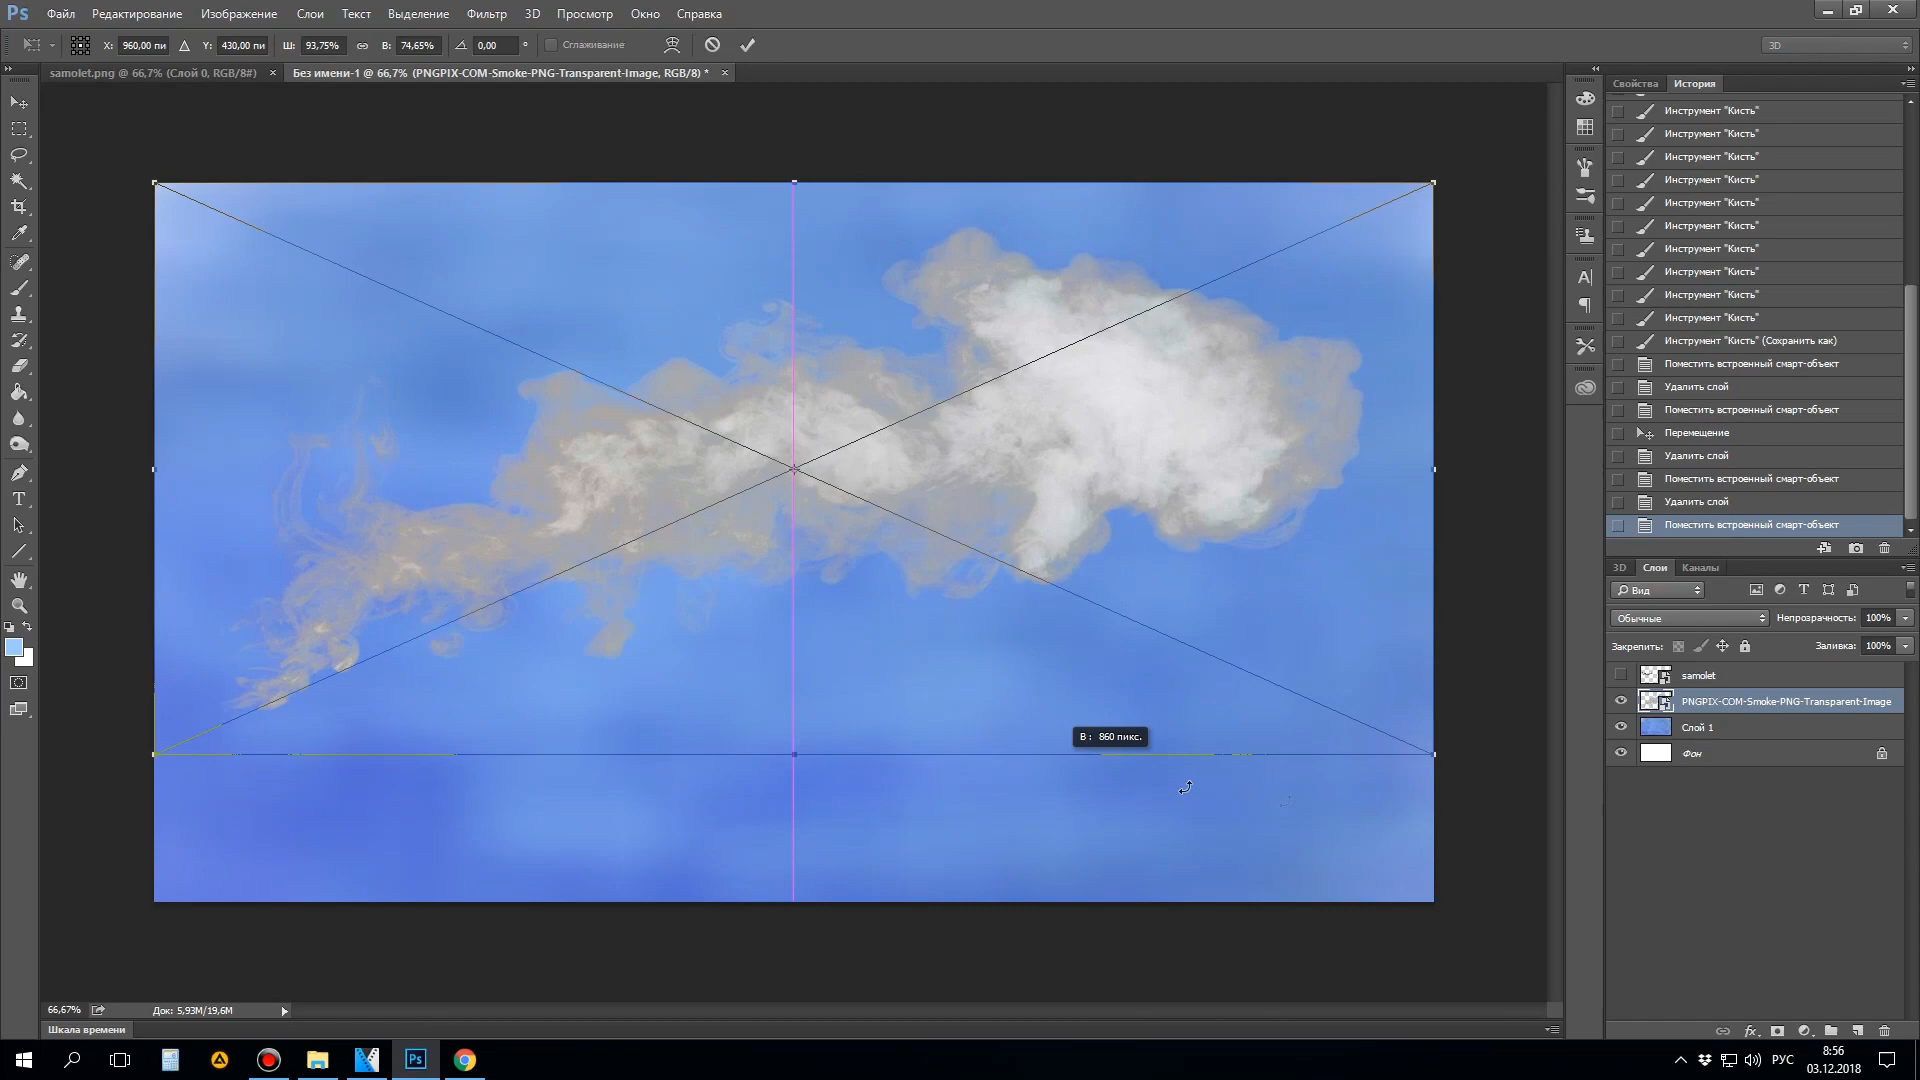 Ps Файл Редактирование Изображение Слои Текст Выделение Фильтр 3D Просмотр Окно Справка
X: 960,00 пи Y: 430,00 пи Ш: 93,75% В: 74,65% 0,00 ° Сглаживание 3D
samolet.png @ 66,7% (Слой 0, RGB/8#) × Без имени-1 @ 66,7% (PNGPIX-COM-Smoke-PNG-Transparent-Image, RGB/8) * ×
Свойства История
Инструмент "Кисть"
Инструмент "Кисть"
Инструмент "Кисть"
Инструмент "Кисть"
Инструмент "Кисть"
Инструмент "Кисть"
Инструмент "Кисть"
Инструмент "Кисть"
Инструмент "Кисть"
Инструмент "Кисть"
Инструмент "Кисть" (Сохранить как)
Поместить встроенный смарт-объект
Удалить слой
Поместить встроенный смарт-объект
Перемещение
Удалить слой
Поместить встроенный смарт-объект
Удалить слой
Поместить встроенный смарт-объект
3D Слои Каналы
Вид
Обычные Непрозрачность: 100%
Закрепить: Заливка: 100%
samolet
PNGPIX-COM-Smoke-PNG-Transparent-Image
Слой 1
Фон
В : 860 пикс.
66,67% Док: 5,93M/19,6M
Шкала времени
Ps
РУС
8:56
03.12.2018